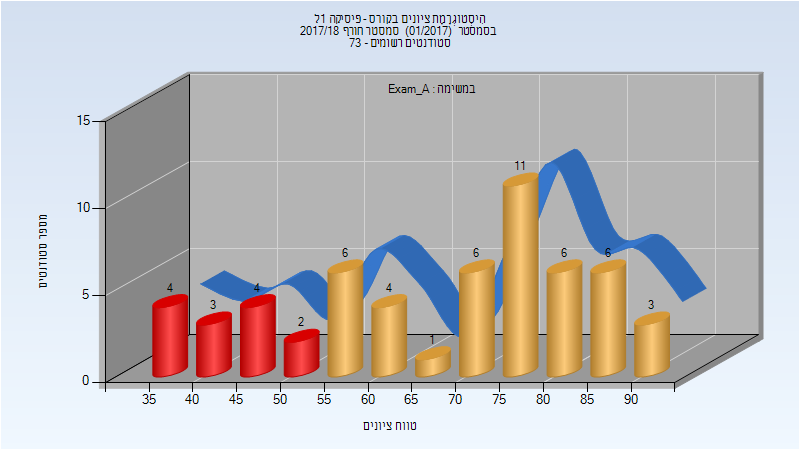 היסטוגרמת ציונים בקורס - פיסיקה 1ל
בסמסטר (01/2017) סמסטר חורף 2017/18
סטודנטים רשומים - 73
במשימה : Exam_A
מספר סטודנטים
15
10
5
0
4
3
4
2
6
4
1
6
11
6
6
3
35 40 45 50 55 60 65 70 75 80 85 90
טווח ציונים